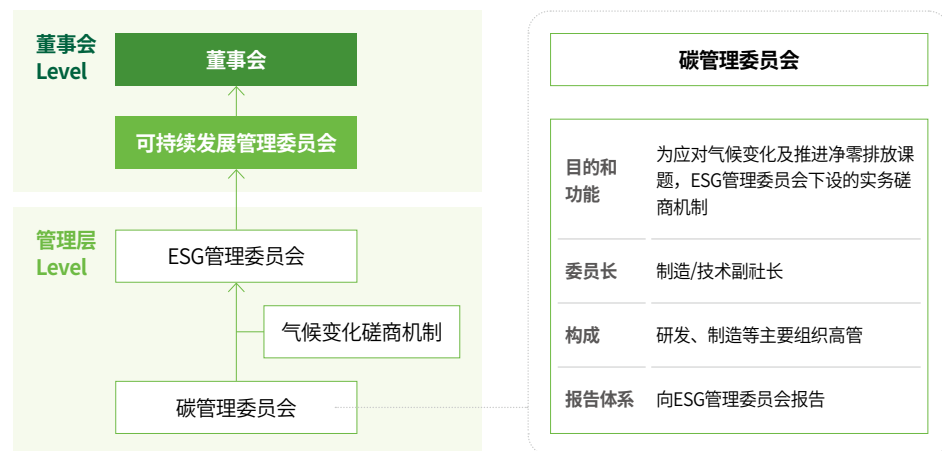 董事会
Level
董事会
可持续发展管理委员会
管理层
Level
ESG管理委员会
气候变化磋商机制
碳管理委员会
碳管理委员会
目的和
功能
为应对气候变化及推进净零排放课
题，ESG管理委员会下设的实务磋
商机制
委员长
制造/技术副社长
构成
研发、制造等主要组织高管
报告体系
向ESG管理委员会报告